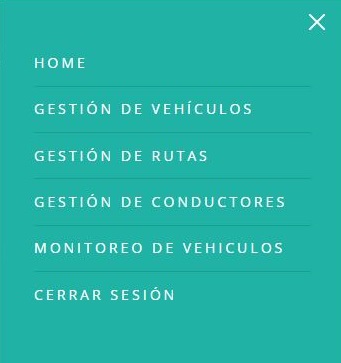 HOME
GESTIÓN DE VEHÍCULOS
GESTIÓN DE RUTAS
GESTIÓN DE CONDUCTORES
MONITOREO DE VEHICULOS
CERRAR SESIÓN